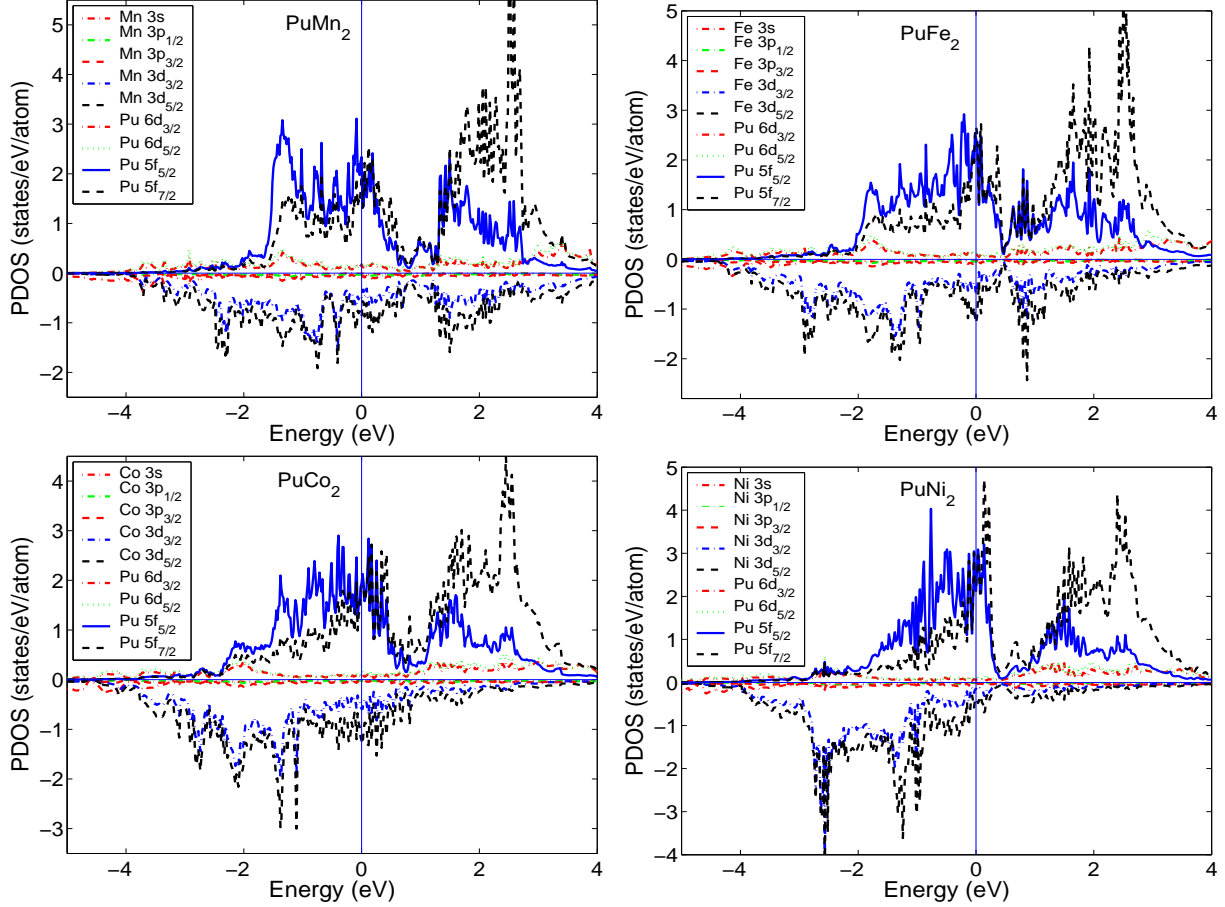 PuMn2
Mn 3s
Mn 3p1/2
Mn 3p3/2
Mn 3d3/2
Mn 3d5/2
Pu 6d3/2
Pu 6d5/2
Pu 5f5/2
Pu 5f7/2
PDOS (states/eV/atom)
5
4
3
2
1
0
−1
−2
−4
−2
0
2
4
Energy (eV)
PuFe2
Fe 3s
Fe 3p1/2
Fe 3p3/2
Fe 3d3/2
Fe 3d5/2
Pu 6d3/2
Pu 6d5/2
Pu 5f5/2
Pu 5f7/2
PDOS (states/eV/atom)
5
4
3
2
1
0
−1
−2
−4
−2
0
2
4
Energy (eV)
PuCo2
Co 3s
Co 3p1/2
Co 3p3/2
Co 3d3/2
Co 3d5/2
Pu 6d3/2
Pu 6d5/2
Pu 5f5/2
Pu 5f7/2
PDOS (states/eV/atom)
4
3
2
1
0
−1
−2
−3
−4
−2
0
2
4
Energy (eV)
PuNi2
Ni 3s
Ni 3p1/2
Ni 3p3/2
Ni 3d3/2
Ni 3d5/2
Pu 6d3/2
Pu 6d5/2
Pu 5f5/2
Pu 5f7/2
PDOS (states/eV/atom)
5
4
3
2
1
0
−1
−2
−3
−4
−4
−2
0
2
4
Energy (eV)